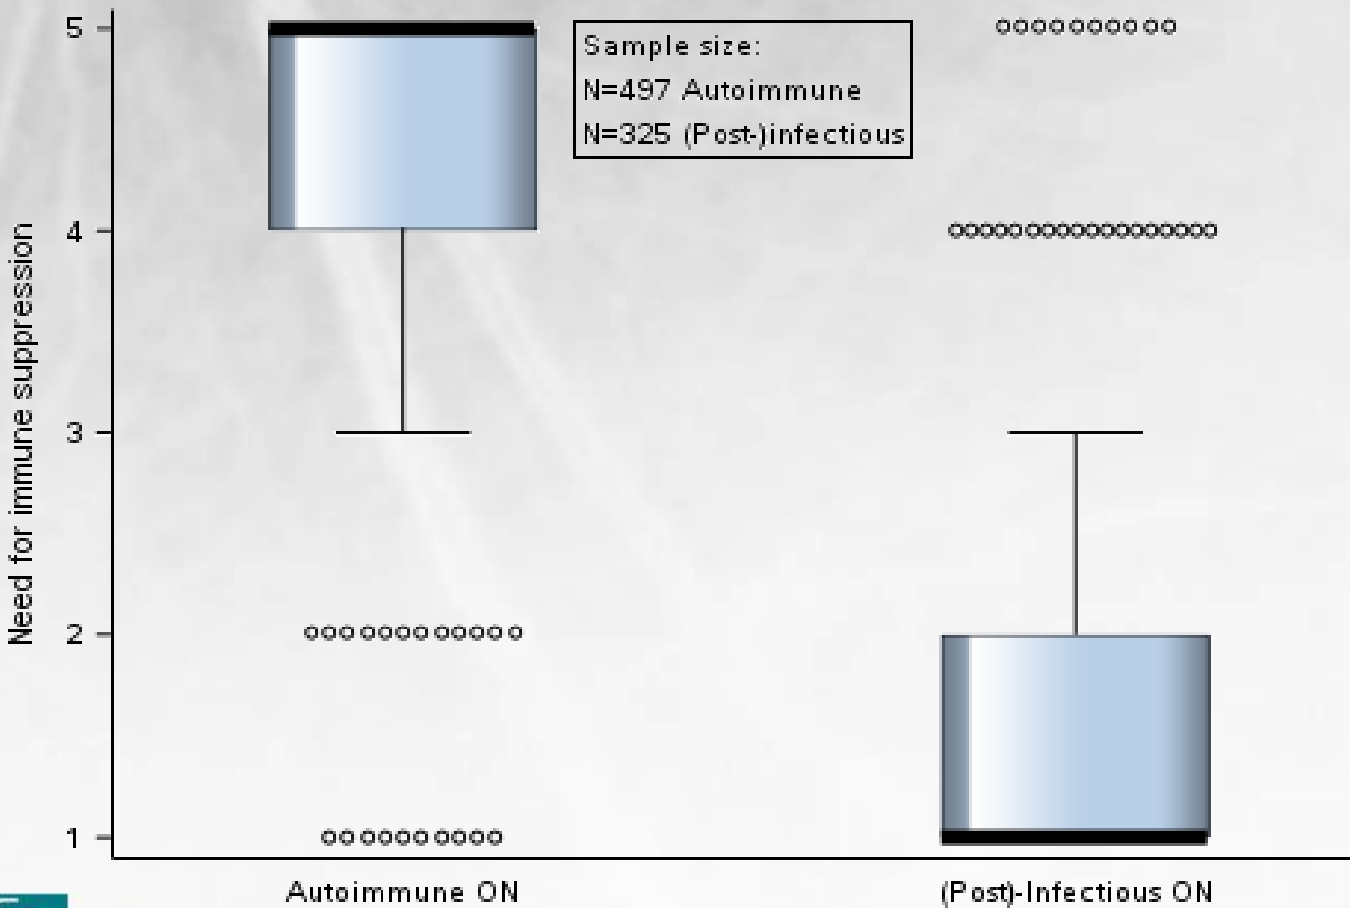 5
4
3
2
1
Need for immune suppression
Sample size:
N=497 Autoimmune
N=325 (Post-)infectious
Autoimmune ON
(Post)-Infectious ON